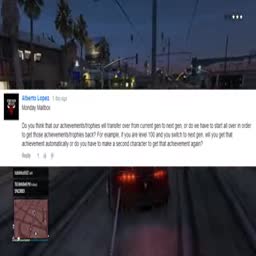 Alberto Lopez 1 day ago
Monday Mailbox
Do you think that our achievements/trophies will transfer over from current gen to next gen, or do we have to start all over in order
to get those achievements/trophies back? For example, if you are level 100 and you switch to next gen, will you get
that achievement automatically or do you have to make a second character to get that achievement again?
Reply